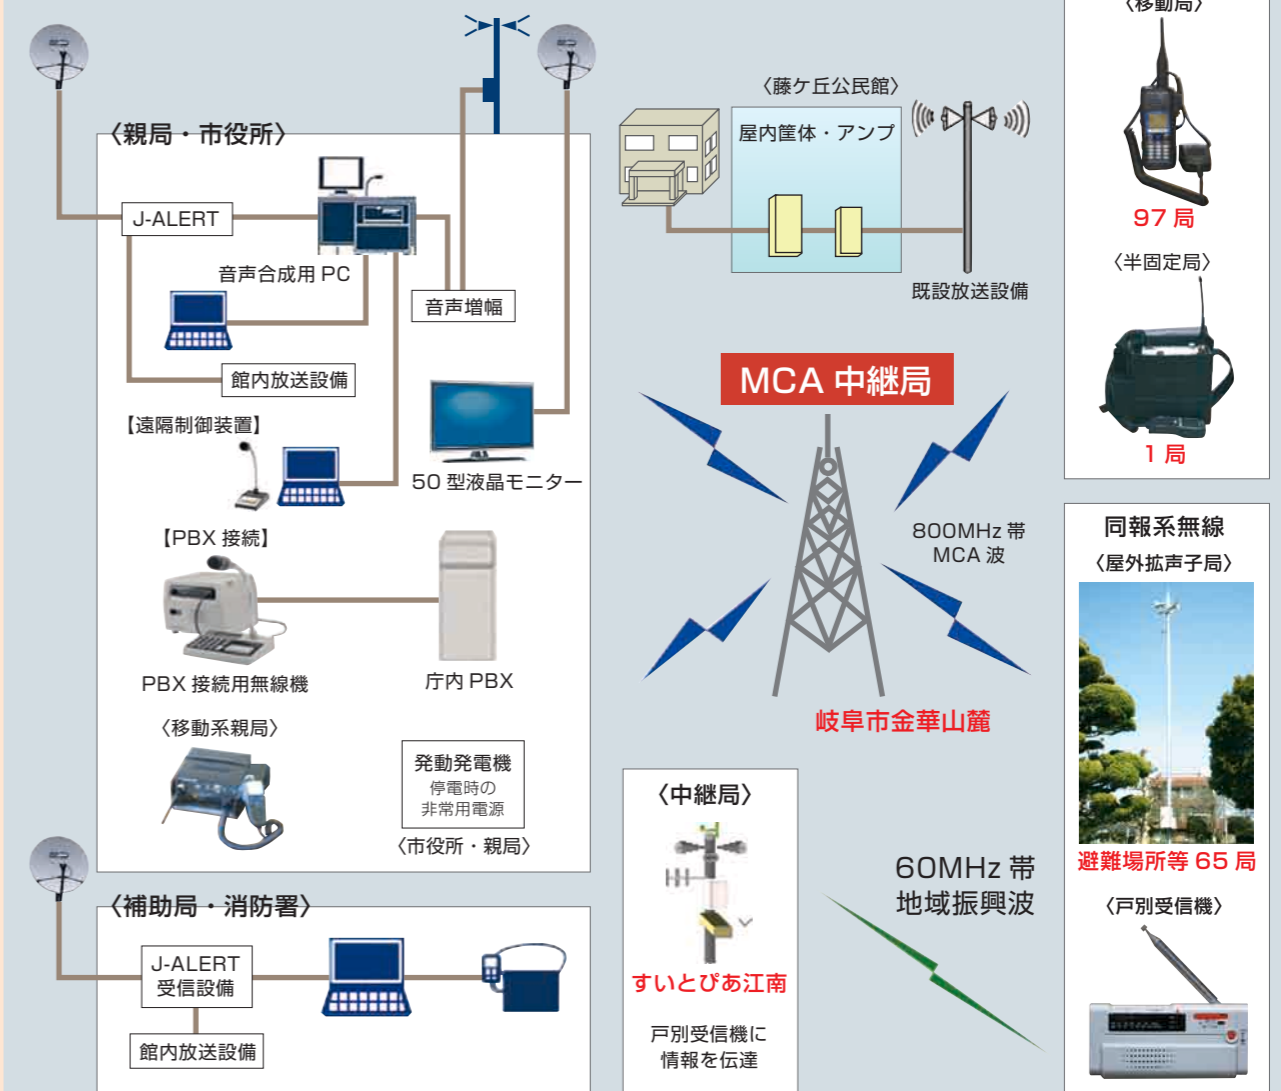 〈親局・市役所〉
J-ALERT
音声合成用 PC
音声増幅
館内放送設備
【遠隔制御装置】
50 型液晶モニター
【PBX 接続】
PBX 接続用無線機
庁内 PBX
〈移動系親局〉
発動発電機
停電時の
非常用電源
〈市役所・親局〉
〈補助局・消防署〉
J-ALERT
受信設備
館内放送設備
〈藤ケ丘公民館〉
屋内筐体・アンプ
既設放送設備
MCA 中継局
800MHz 帯
MCA 波
岐阜市金華山麓
〈中継局〉
すいとぴあ江南
戸別受信機に
情報を伝達
60MHz 帯
地域振興波
〈移動局〉
97 局
〈半固定局〉
1 局
同報系無線
〈屋外拡声子局〉
避難場所等 65 局
〈戸別受信機〉